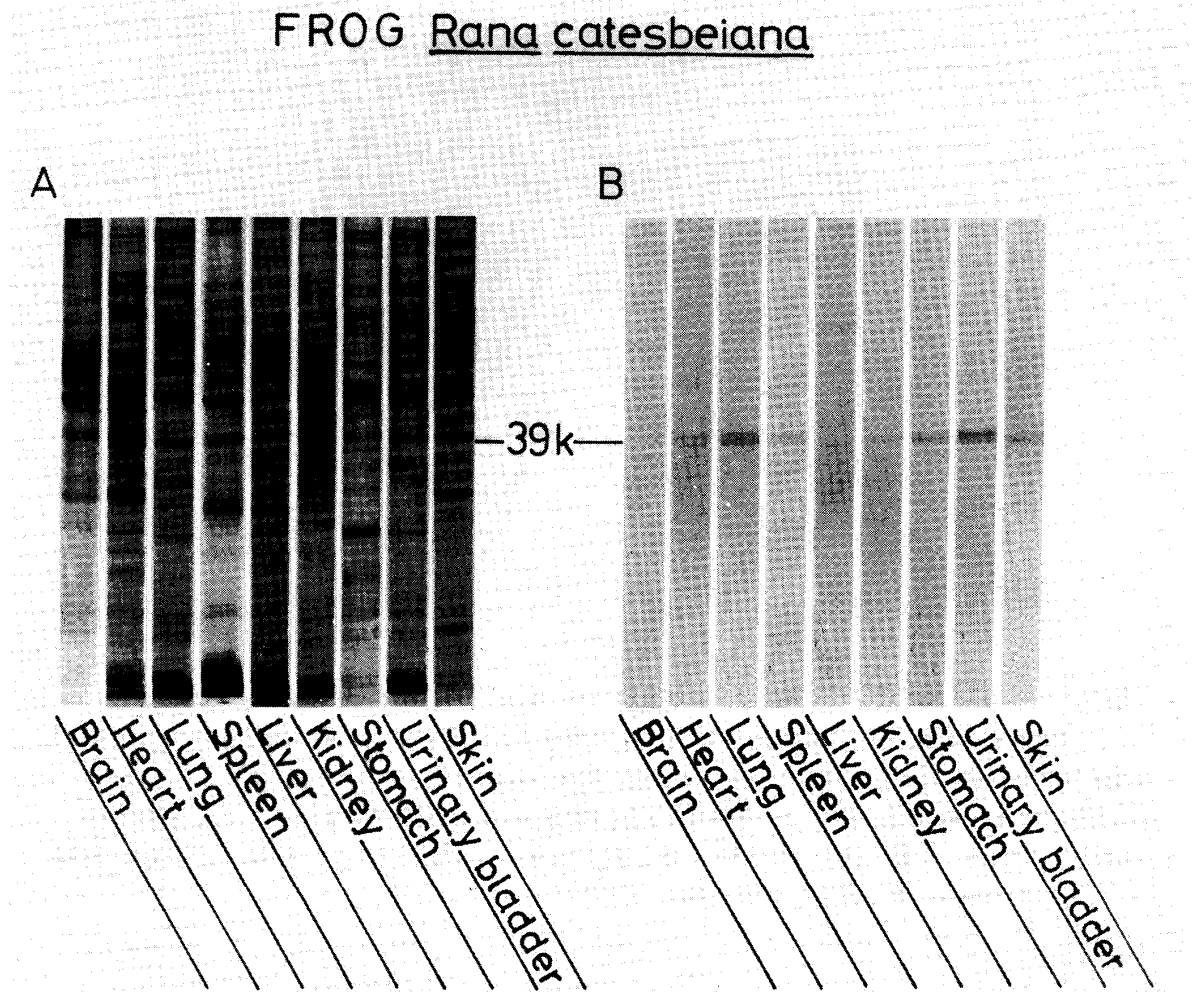 FROG Rana catesbeiana
A
B
39k
Brain
Heart
Lung
Spleen
Liver
Kidney
Stomach
Urinary bladder
Skin
Brain
Heart
Lung
Spleen
Liver
Kidney
Stomach
Urinary bladder
Skin